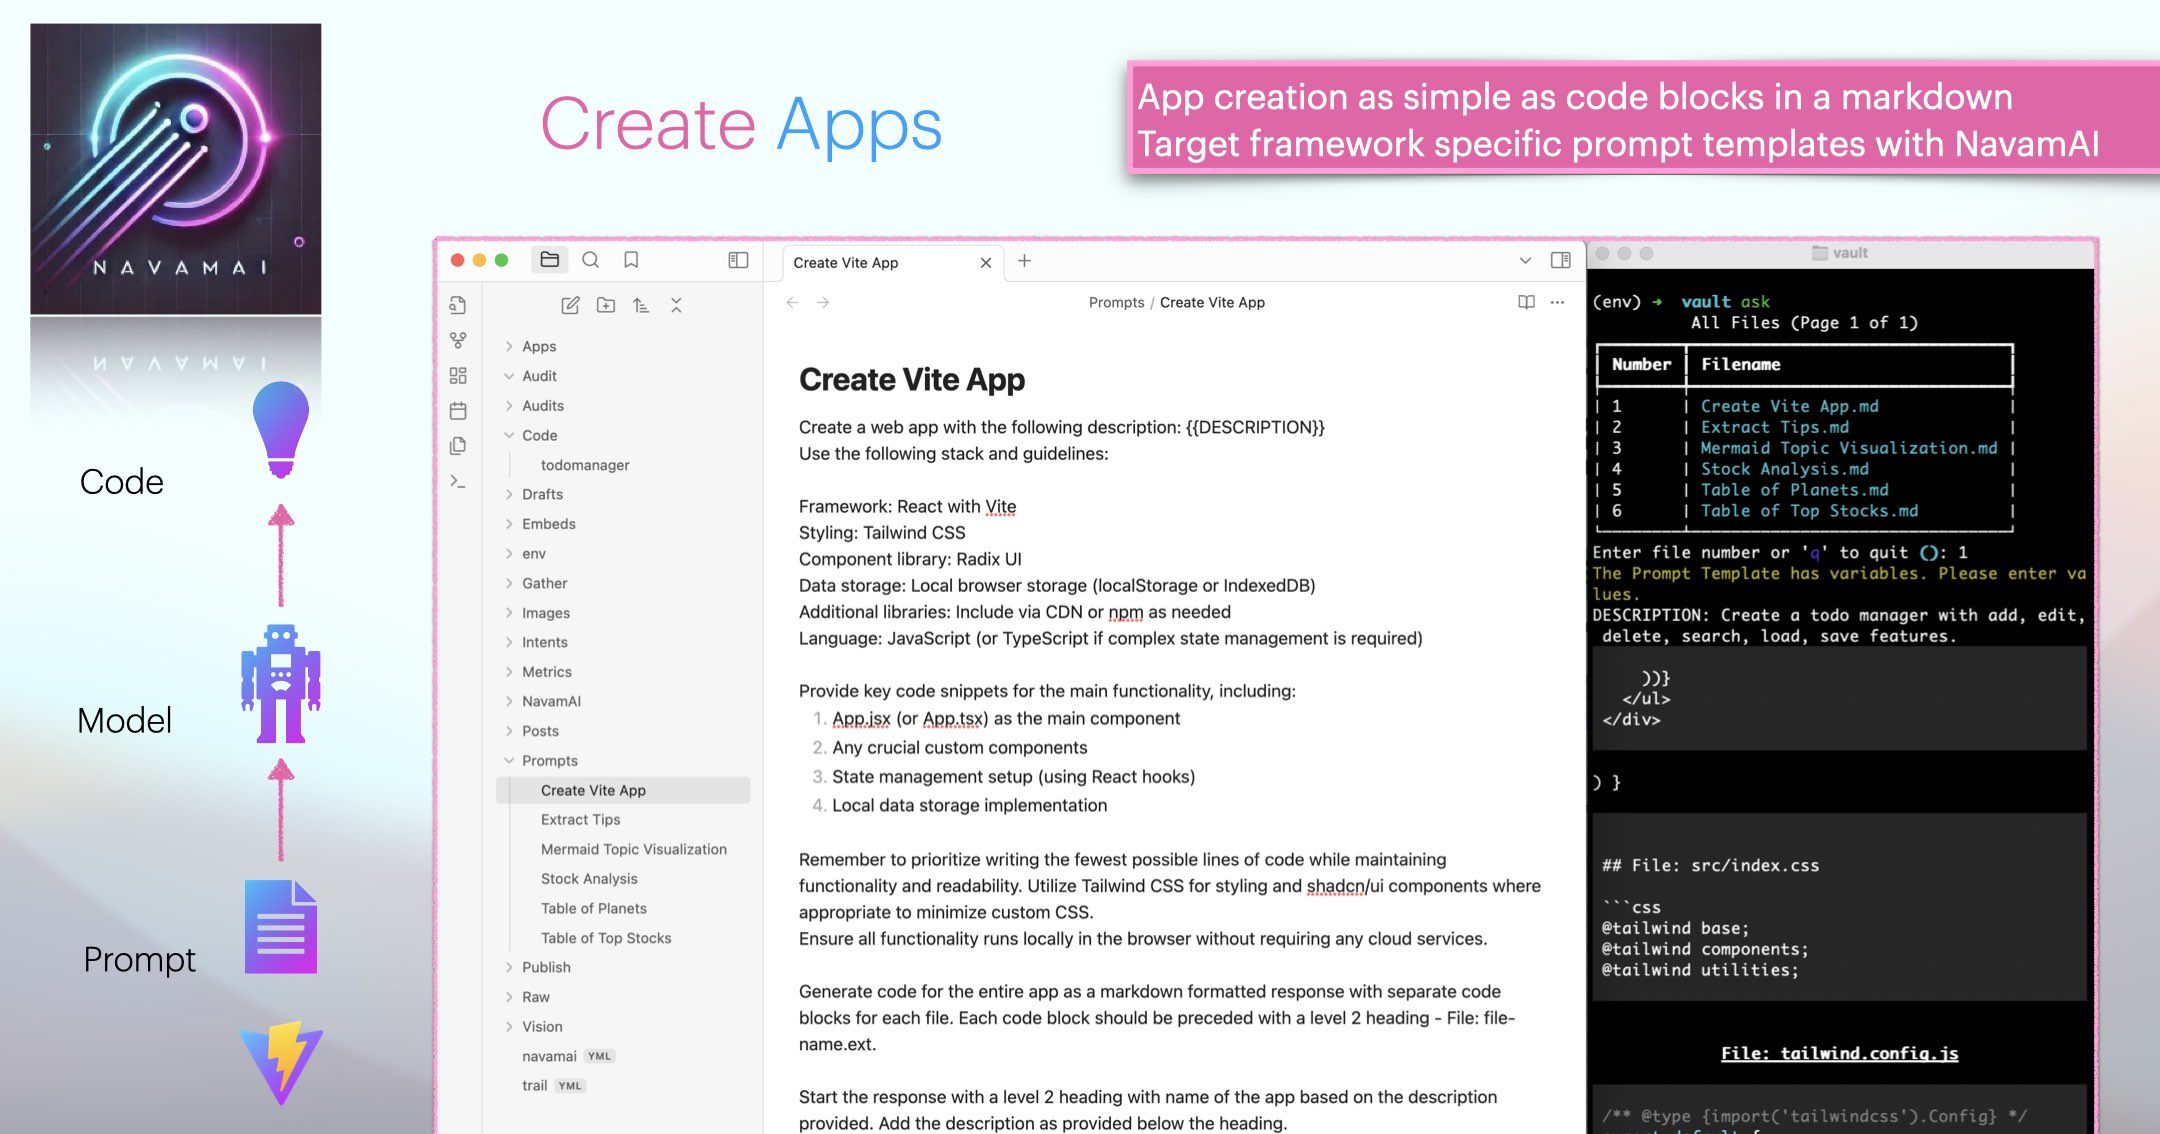 NAVAMAI
Create Apps
App creation as simple as code blocks in a markdown
Target framework specific prompt templates with NavamAI
Code
Model
Prompt
Apps
Audit
Audits
Code
todomanager
Drafts
Embeds
env
Gather
Images
Intents
Metrics
NavamAI
Posts
Prompts
Create Vite App
Extract Tips
Mermaid Topic Visualization
Stock Analysis
Table of Planets
Table of Top Stocks
Publish
Raw
Vision
navamai YML
trail YML
Create Vite App
Prompts / Create Vite App
Create Vite App
Create a web app with the following description: {{DESCRIPTION}}
Use the following stack and guidelines:
Framework: React with Vite
Styling: Tailwind CSS
Component library: Radix UI
Data storage: Local browser storage (localStorage or IndexedDB)
Additional libraries: Include via CDN or npm as needed
Language: JavaScript (or TypeScript if complex state management is required)
Provide key code snippets for the main functionality, including:
1. App.jsx (or App.tsx) as the main component
2. Any crucial custom components
3. State management setup (using React hooks)
4. Local data storage implementation
Remember to prioritize writing the fewest possible lines of code while maintaining
functionality and readability. Utilize Tailwind CSS for styling and shadcn/ui components where
appropriate to minimize custom CSS.
Ensure all functionality runs locally in the browser without requiring any cloud services.
Generate code for the entire app as a markdown formatted response with separate code
blocks for each file. Each code block should be preceded with a level 2 heading - File: file-
name.ext.
Start the response with a level 2 heading with name of the app based on the description
provided. Add the description as provided below the heading.
vault
(env) → vault ask
All Files (Page 1 of 1)
Number | Filename
1 | Create Vite App.md
2 | Extract Tips.md
3 | Mermaid Topic Visualization.md
4 | Stock Analysis.md
5 | Table of Planets.md
6 | Table of Top Stocks.md
Enter file number or 'q' to quit (): 1
The Prompt Template has variables. Please enter va
lues.
DESCRIPTION: Create a todo manager with add, edit,
delete, search, load, save features.
))}
</ul>
</div>
) }
## File: src/index.css
```css
@tailwind base;
@tailwind components;
@tailwind utilities;
File: tailwind.config.js
/** @type {import('tailwindcss').Config} */